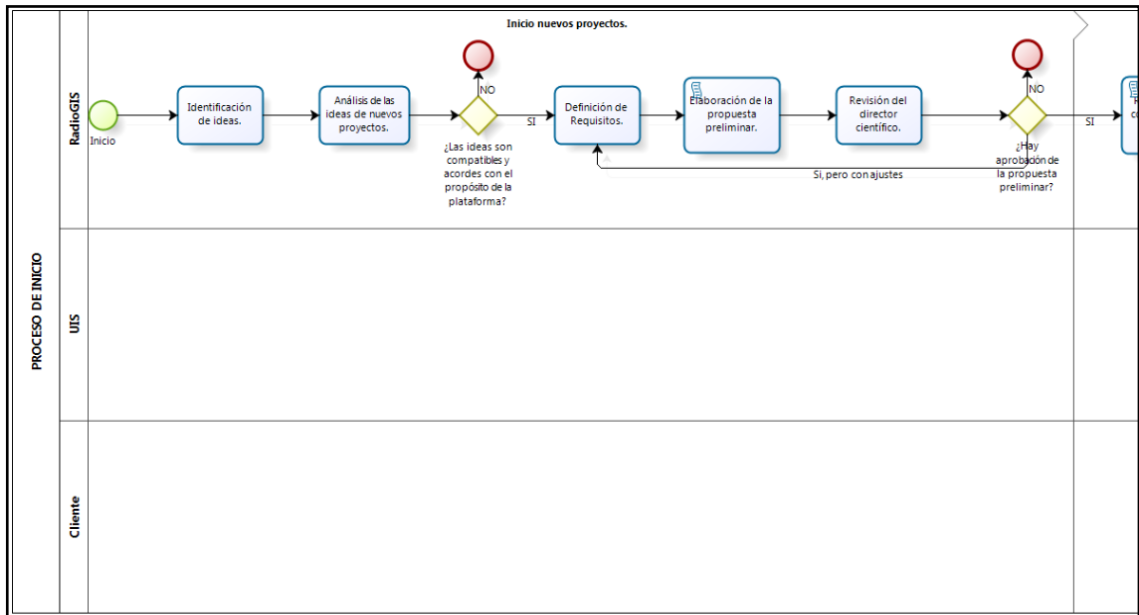 Inicio nuevos proyectos.
PROCESO DE INICIO
RadioGIS
UIS
Cliente
Inicio
Identificación
de ideas.
Análisis de las
ideas de nuevos
proyectos.
NO
SI
¿Las ideas son
compatibles y
acordes con el
propósito de la
plataforma?
Definición de
Requisitos.
Elaboración de la
propuesta
preliminar.
Revisión del
director
científico.
NO
SI
¿Hay
aprobación de
la propuesta
preliminar?
Si, pero con ajustes